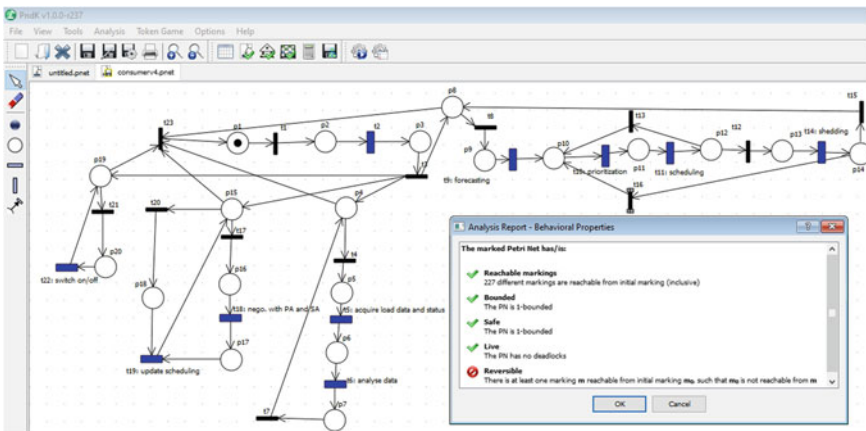 PndK v1.0.0-r257
File View Tools Analysis Token Game Options Help
untitled.pnet consumerv4.pnet
p8
t15
t23
p1
t1
p2
t2
p3
t8
t13
t14: shedding
p9
p10
p12
t12
p13
t3
t9: forecasting
t10: prioritization
p11
t11: scheduling
p14
p19
t16
p15
p4
t21
t20
t17
t4
p20
p16
p5
t22: switch on/off
p18
t18: nego. with PA and SA
t5: acquire load data and status
p17
p6
t19: update scheduling
t6: analyse data
t7
p7
Analysis Report - Behavioral Properties
The marked Petri Net has/is:
Reachable markings
227 different markings are reachable from initial marking (inclusive)
Bounded
The PN is 1-bounded
Safe
The PN is 1-bounded
Live
The PN has no deadlocks
Reversible
There is at least one marking m reachable from initial marking m₀, such that m₀ is not reachable from m
OK Cancel